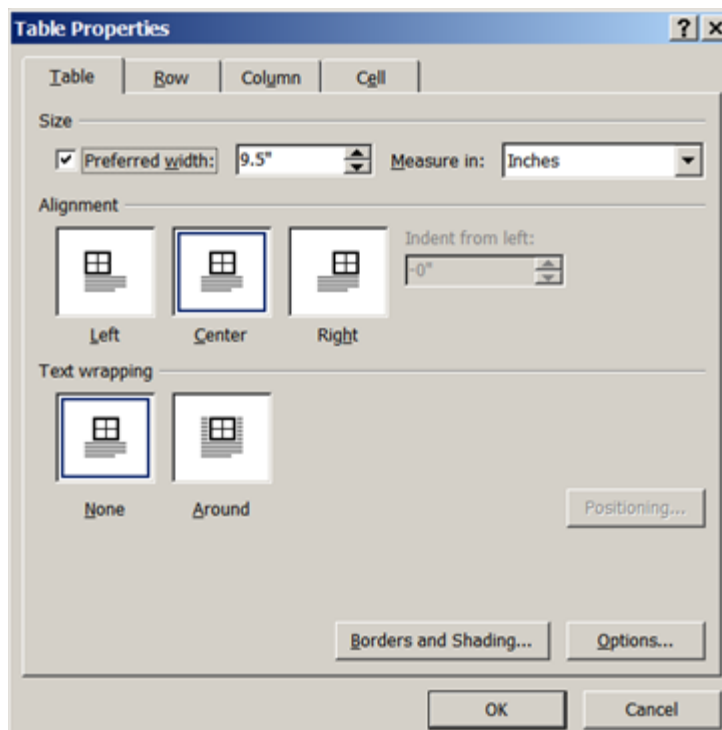 Table Properties
Table Row Column Cell
Size
Preferred width: 9.5" Measure in: Inches
Alignment
Indent from left:
-0"
Left Center Right
Text wrapping
None Around
Positioning...
Borders and Shading... Options...
OK Cancel